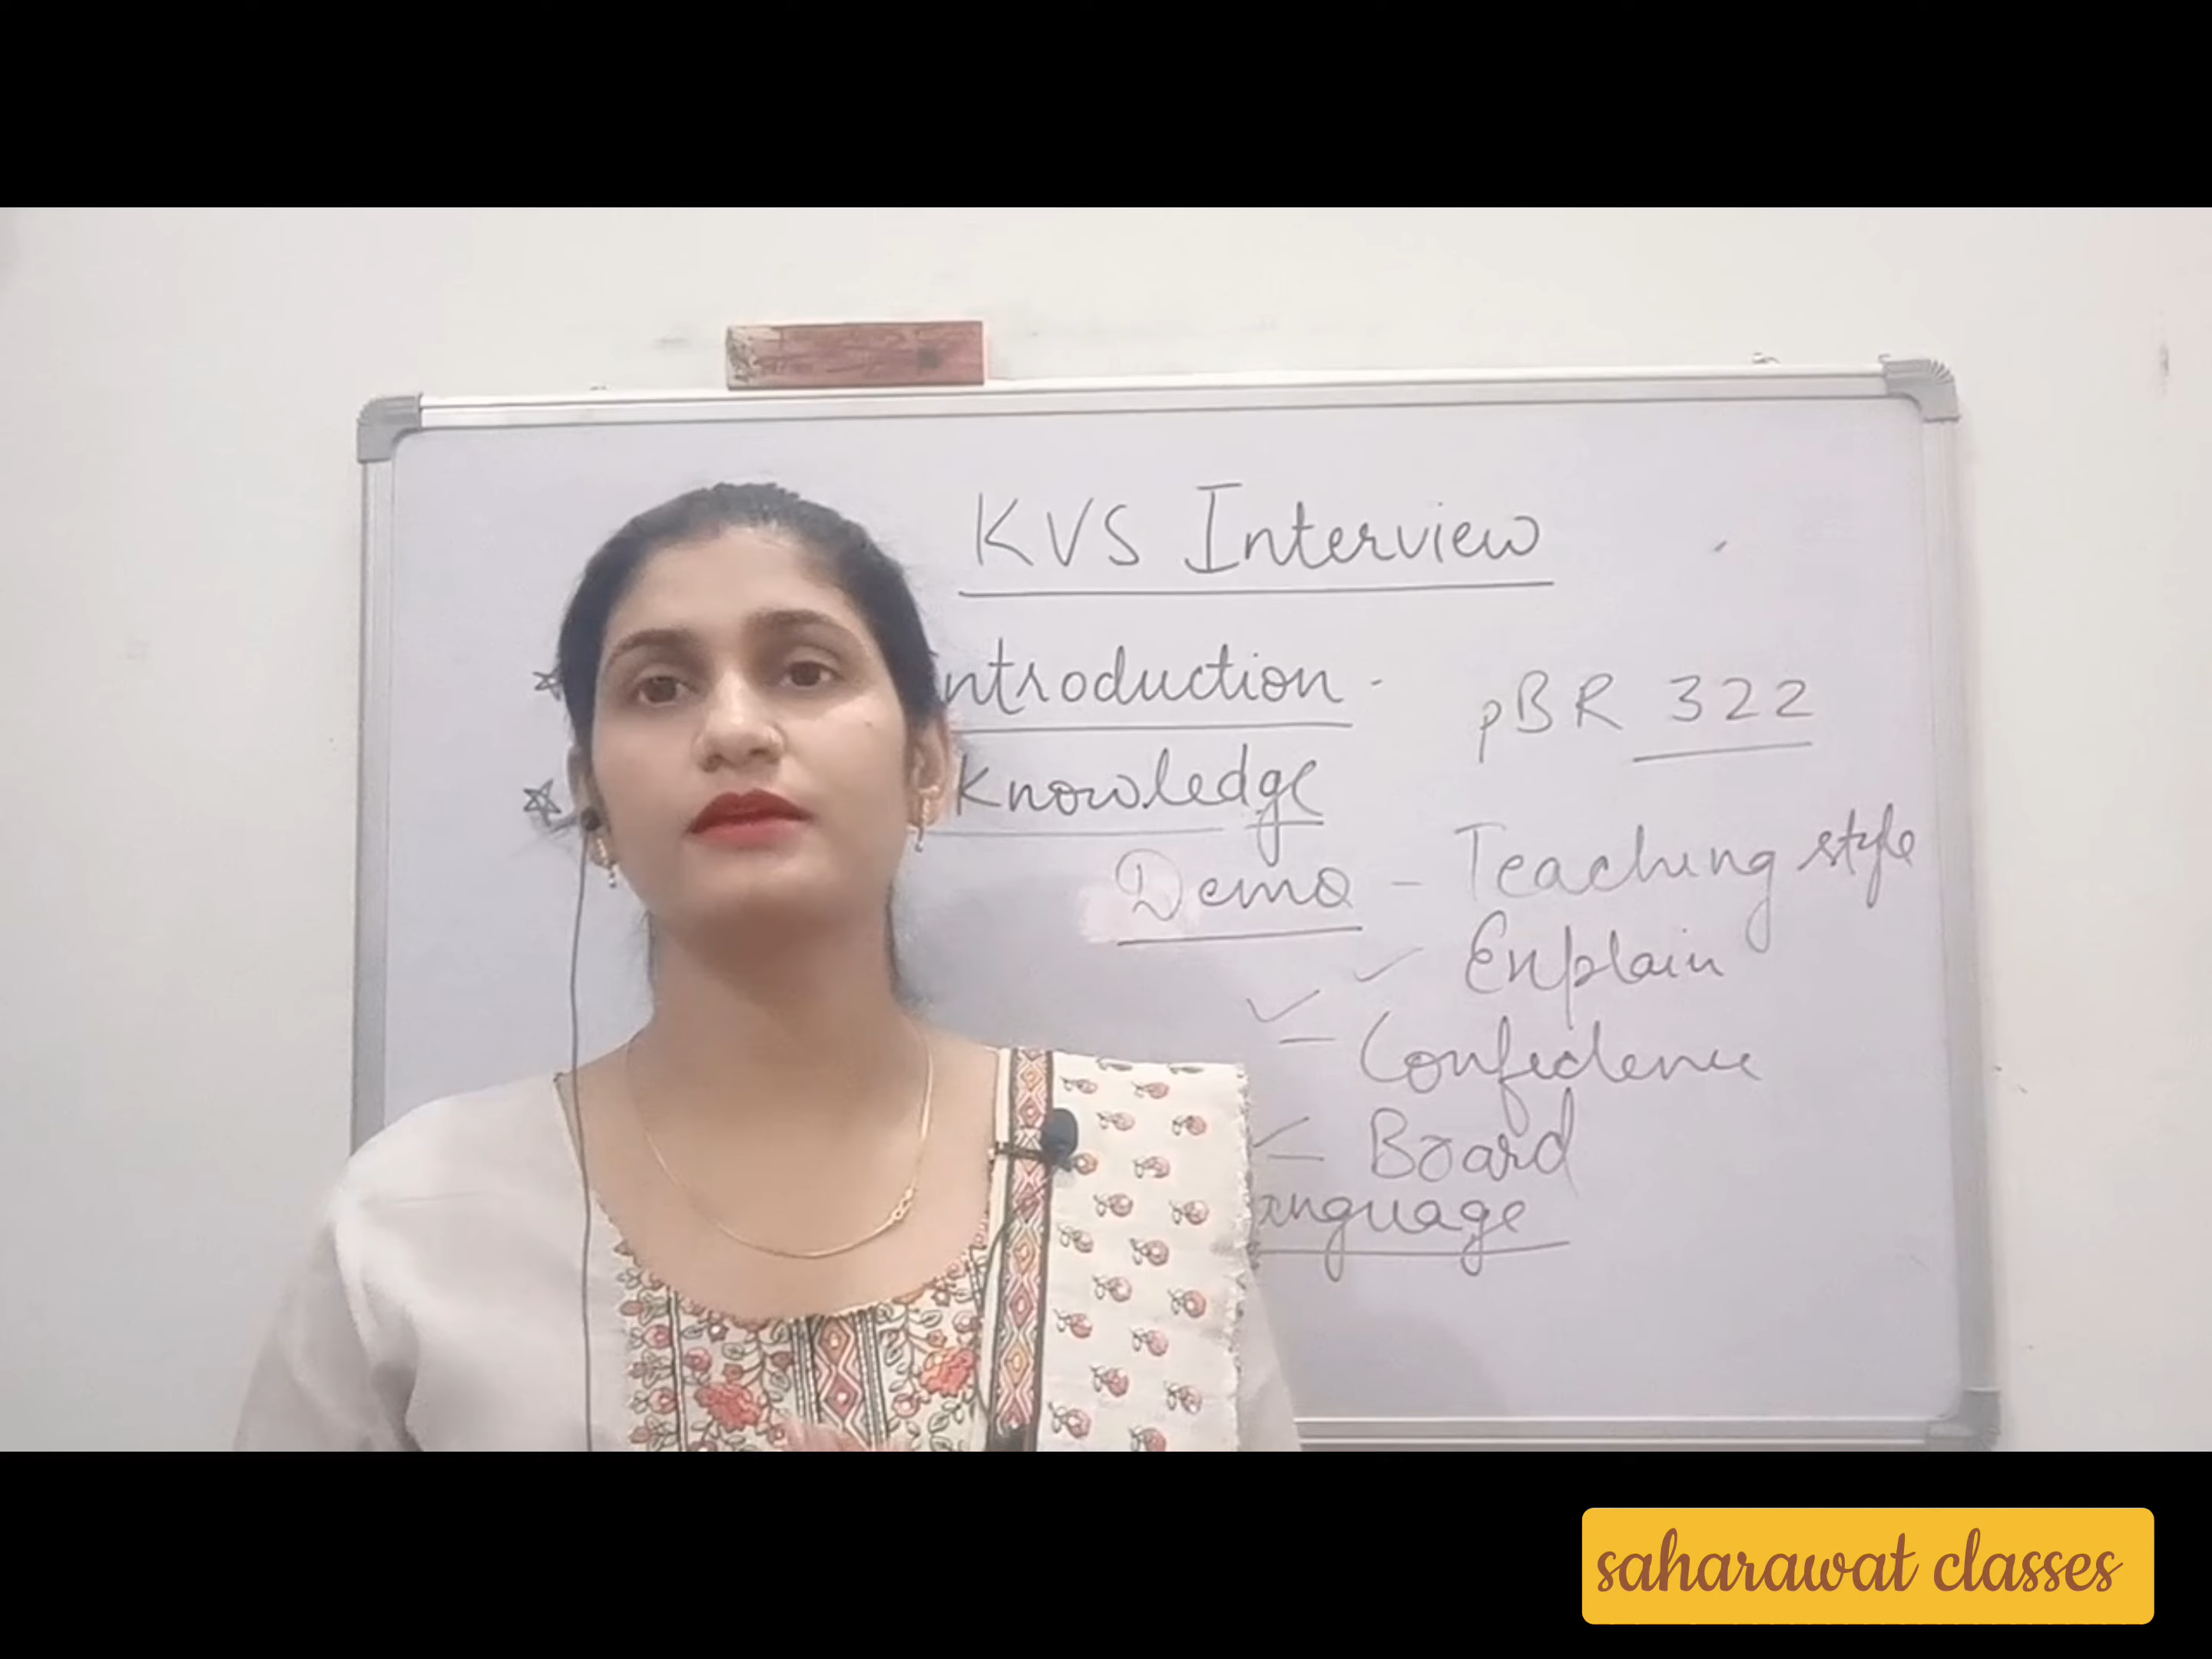 KVS Interview
ntroduction -
pBR 322
Knowledge
Demo - Teaching style
Explain
- Confidence
- Board
anguage
saharawat classes